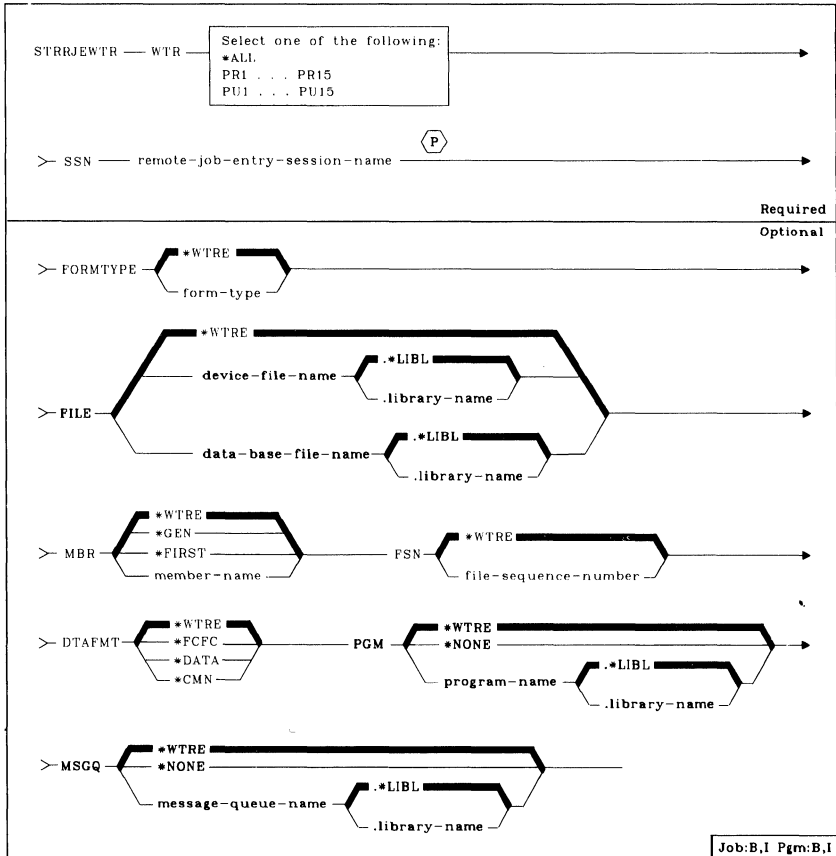 Select one of the following:
STRRJEWTR WTR *ALL
PR1 . . . PR15
PU1 . . . PU15
P
SSN remote-job-entry-session-name
Required
Optional
FORMTYPE *WTRE
form-type
*WTRE
device-file-name .*LIBL
.library-name
FILE
data-base-file-name .*LIBL
.library-name
MBR *WTRE
*GEN
*FIRST
member-name
FSN *WTRE
file-sequence-number
DTAFMT *WTRE
*FCFC
*DATA
*CMN
PGM *WTRE
*NONE
program-name .*LIBL
.library-name
MSGQ *WTRE
*NONE
message-queue-name .*LIBL
.library-name
Job:B,I Pgm:B,I